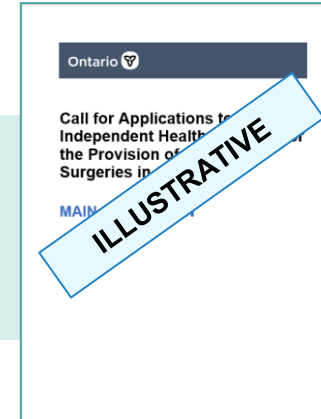 Ontario
Call for Applications to
Independent Health
the Provision of
Surgeries in
MAIN
ILLUSTRATIVE